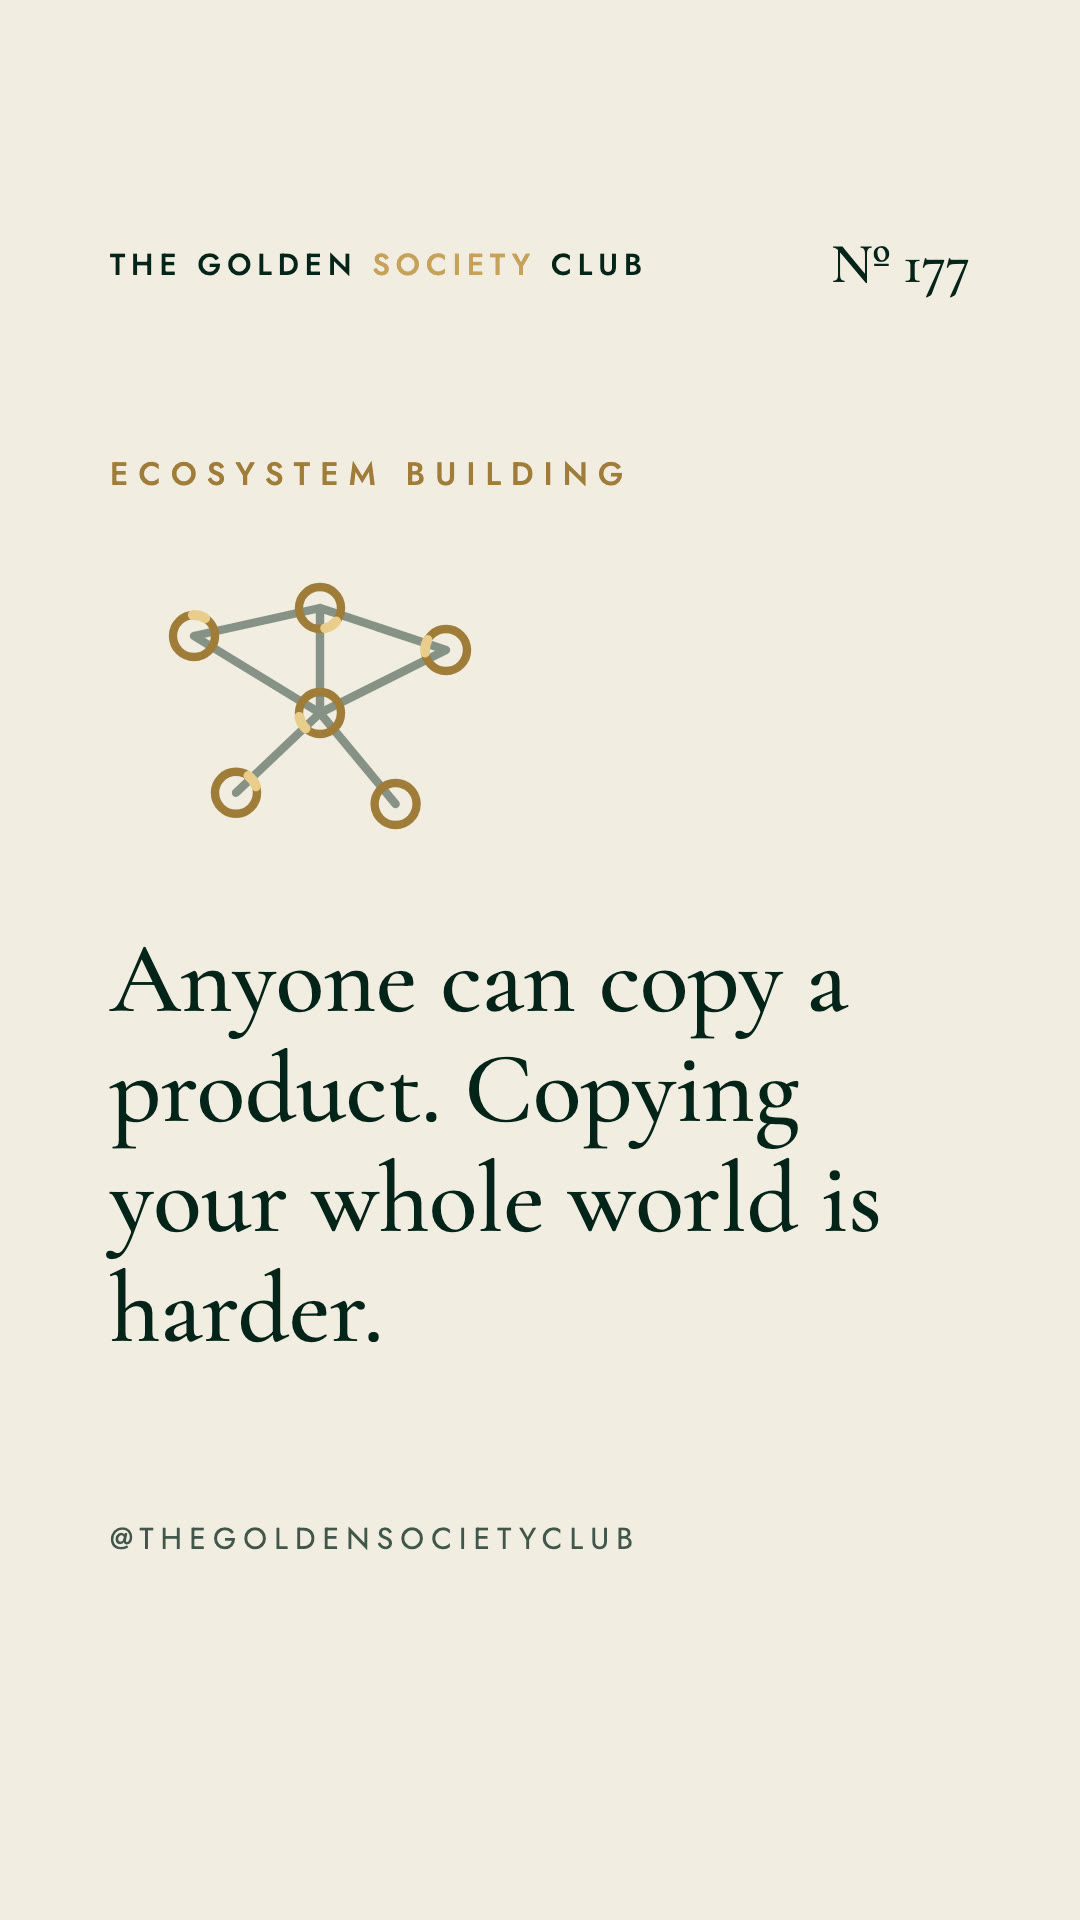 THE GOLDEN SOCIETY CLUB
Nº 177
ECOSYSTEM BUILDING
Anyone can copy a
product. Copying
your whole world is
harder.
@THEGOLDENSOCIETYCLUB